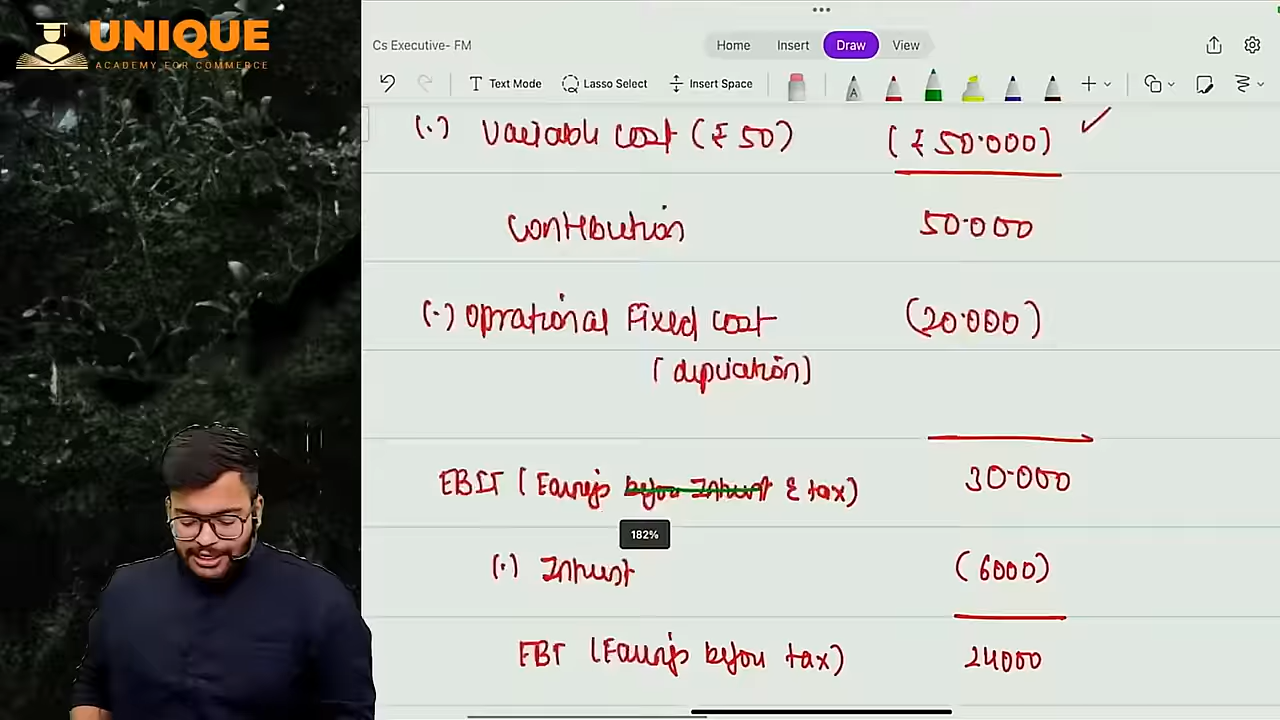 UNIQUE
ACADEMY FOR COMMERCE
Cs Executive- FM
Home Insert Draw View
Text Mode Lasso Select Insert Space
(-) Variable cost (₹ 50) (₹ 50.000)
Contribution 50.000
(-) Oprational Fixed cost (20.000)
(depriciation)
EBIT (Earnings before Interest & tax) 30.000
182%
(-) Interest (6000)
EBT (Earnings before tax) 24000